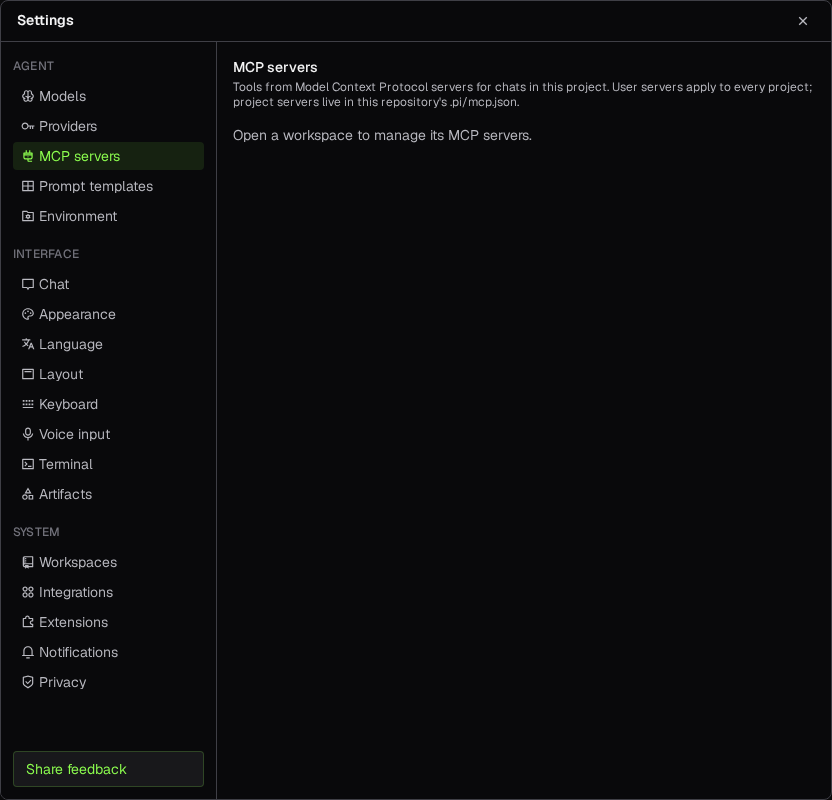 Settings
AGENT
Models
Providers
MCP servers
Prompt templates
Environment
INTERFACE
Chat
Appearance
Language
Layout
Keyboard
Voice input
Terminal
Artifacts
SYSTEM
Workspaces
Integrations
Extensions
Notifications
Privacy
Share feedback
MCP servers
Tools from Model Context Protocol servers for chats in this project. User servers apply to every project;
project servers live in this repository's .pi/mcp.json.
Open a workspace to manage its MCP servers.